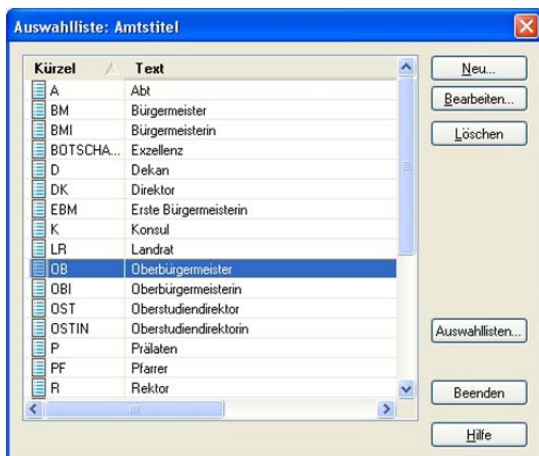 Auswahlliste: Amtstitel
Kürzel Text
A Abt
BM Bürgermeister
BMI Bürgermeisterin
BOTSCHA... Exzellenz
D Dekan
DK Direktor
EBM Erste Bürgermeisterin
K Konsul
LR Landrat
OB Oberbürgermeister
OBI Oberbürgermeisterin
OST Oberstudiendirektor
OSTIN Oberstudiendirektorin
P Prälaten
PF Pfarrer
R Rektor
Neu...
Bearbeiten...
Löschen
Auswahllisten...
Beenden
Hilfe